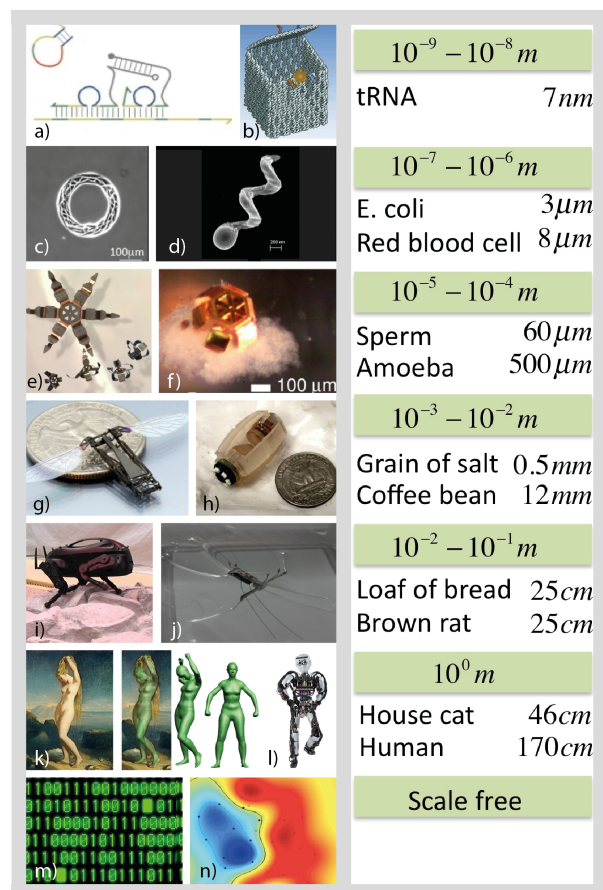 a)
b)
10⁻⁹ – 10⁻⁸ m
tRNA 7nm
c)
100μm
d)
200 nm
10⁻⁷ – 10⁻⁶ m
E. coli 3μm
Red blood cell 8μm
e)
f)
100 μm
10⁻⁵ – 10⁻⁴ m
Sperm 60μm
Amoeba 500μm
g)
h)
10⁻³ – 10⁻² m
Grain of salt 0.5mm
Coffee bean 12mm
i)
j)
10⁻² – 10⁻¹ m
Loaf of bread 25cm
Brown rat 25cm
k)
l)
10⁰ m
House cat 46cm
Human 170cm
m)
n)
Scale free